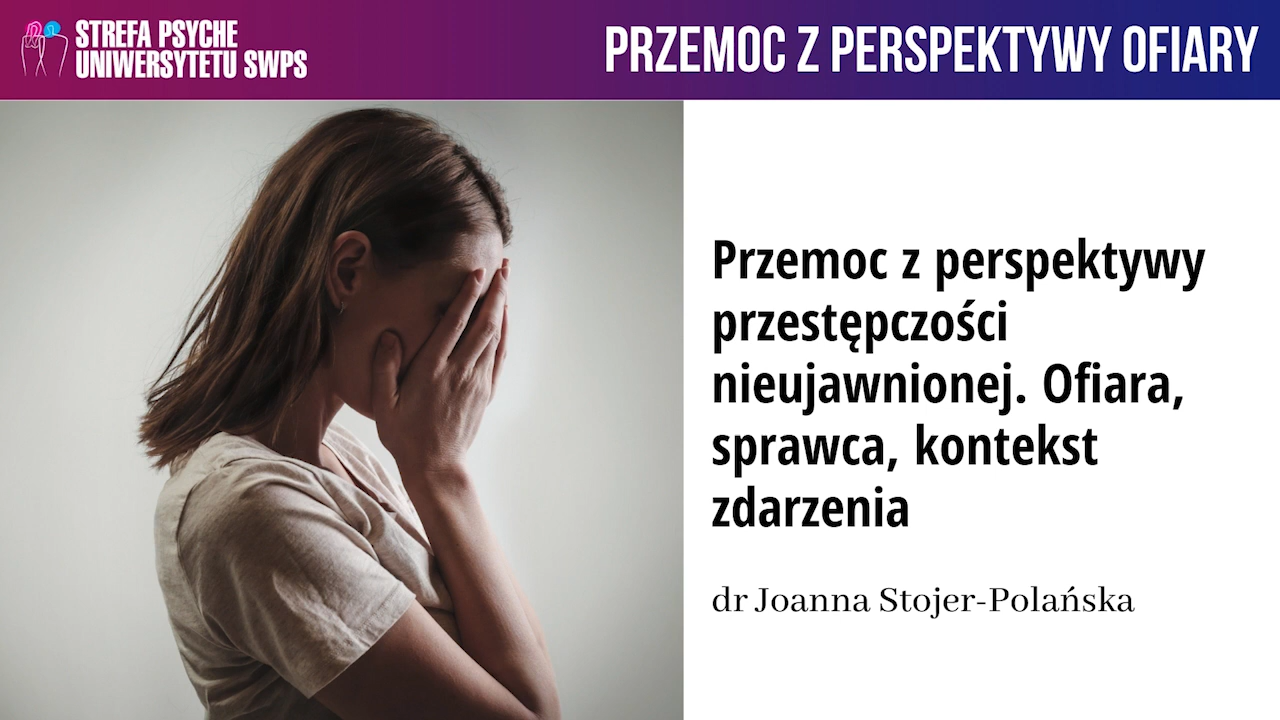 STREFA PSYCHE
UNIWERSYTETU SWPS
PRZEMOC Z PERSPEKTYWY OFIARY
Przemoc z perspektywy
przestępczości
nieujawnionej. Ofiara,
sprawca, kontekst
zdarzenia
dr Joanna Stojer-Polańska